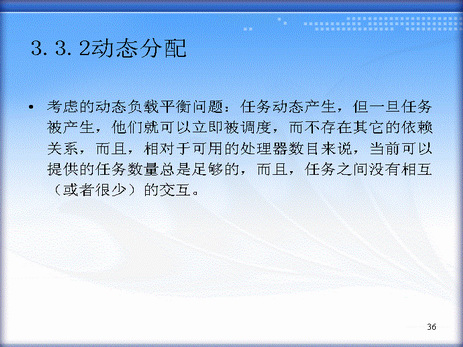 3.3.2动态分配
• 考虑的动态负载平衡问题：任务动态产生，但一旦任务
被产生，他们就可以立即被调度，而不存在其它的依赖
关系，而且，相对于可用的处理器数目来说，当前可以
提供的任务数量总是足够的，而且，任务之间没有相互
（或者很少）的交互。
36